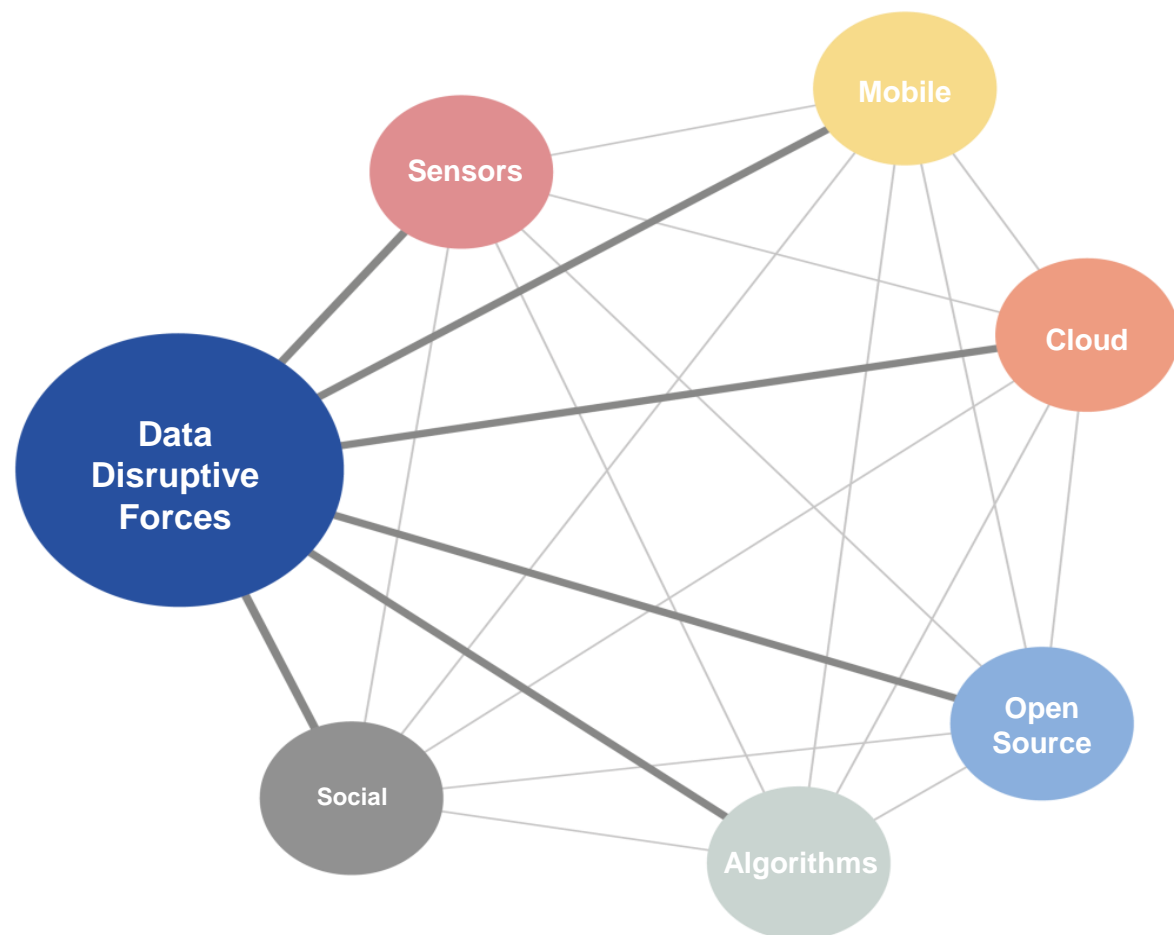 Mobile
Sensors
Cloud
Data
Disruptive
Forces
Open
Source
Social
Algorithms